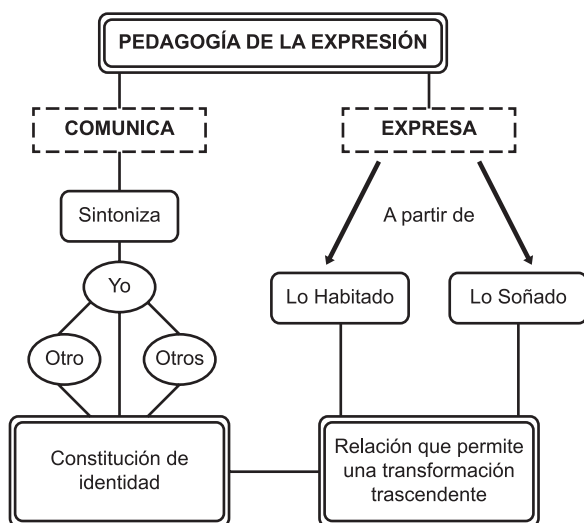 PEDAGOGÍA DE LA EXPRESIÓN
COMUNICA
EXPRESA
Sintoniza
A partir de
Yo
Lo Habitado
Lo Soñado
Otro
Otros
Constitución de
identidad
Relación que permite
una transformación
trascendente